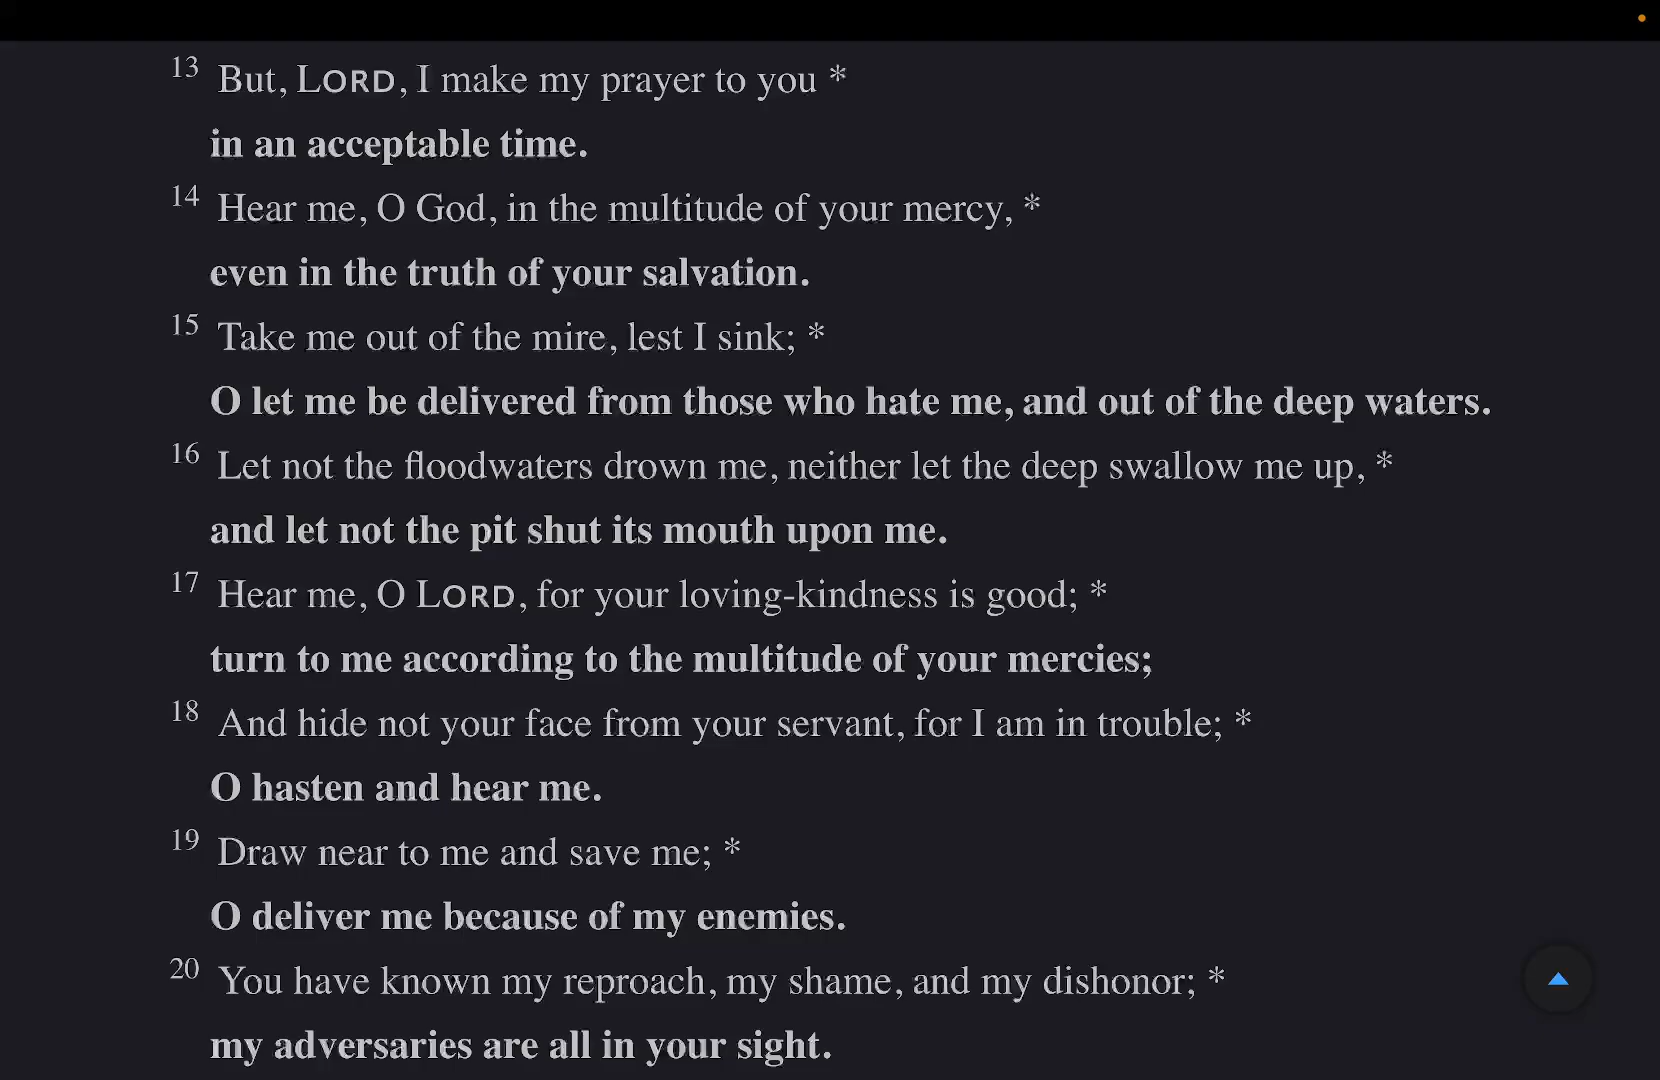 13 But, LORD, I make my prayer to you *
in an acceptable time.
14 Hear me, O God, in the multitude of your mercy, *
even in the truth of your salvation.
15 Take me out of the mire, lest I sink; *
O let me be delivered from those who hate me, and out of the deep waters.
16 Let not the floodwaters drown me, neither let the deep swallow me up, *
and let not the pit shut its mouth upon me.
17 Hear me, O LORD, for your loving-kindness is good; *
turn to me according to the multitude of your mercies;
18 And hide not your face from your servant, for I am in trouble; *
O hasten and hear me.
19 Draw near to me and save me; *
O deliver me because of my enemies.
20 You have known my reproach, my shame, and my dishonor; *
my adversaries are all in your sight.